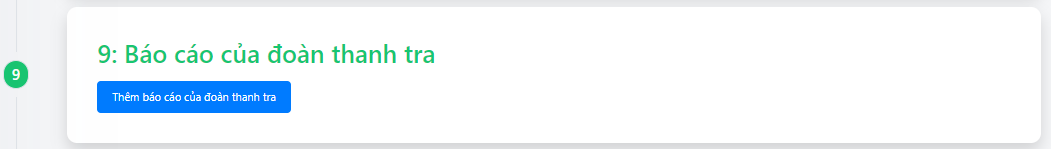 9
9: Báo cáo của đoàn thanh tra
Thêm báo cáo của đoàn thanh tra